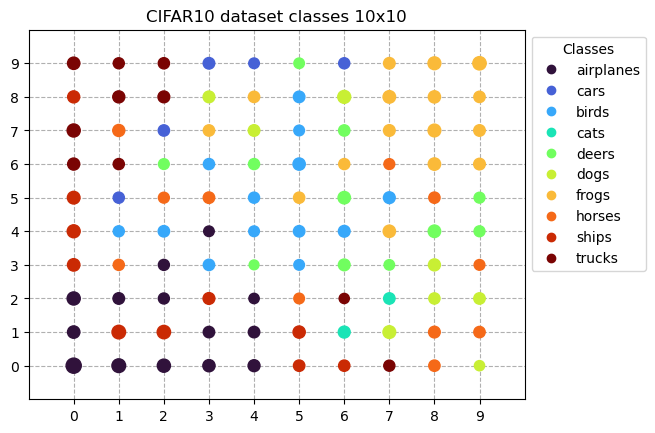 CIFAR10 dataset classes 10x10
9
8
7
6
5
4
3
2
1
0
0 1 2 3 4 5 6 7 8 9
Classes
airplanes
cars
birds
cats
deers
dogs
frogs
horses
ships
trucks